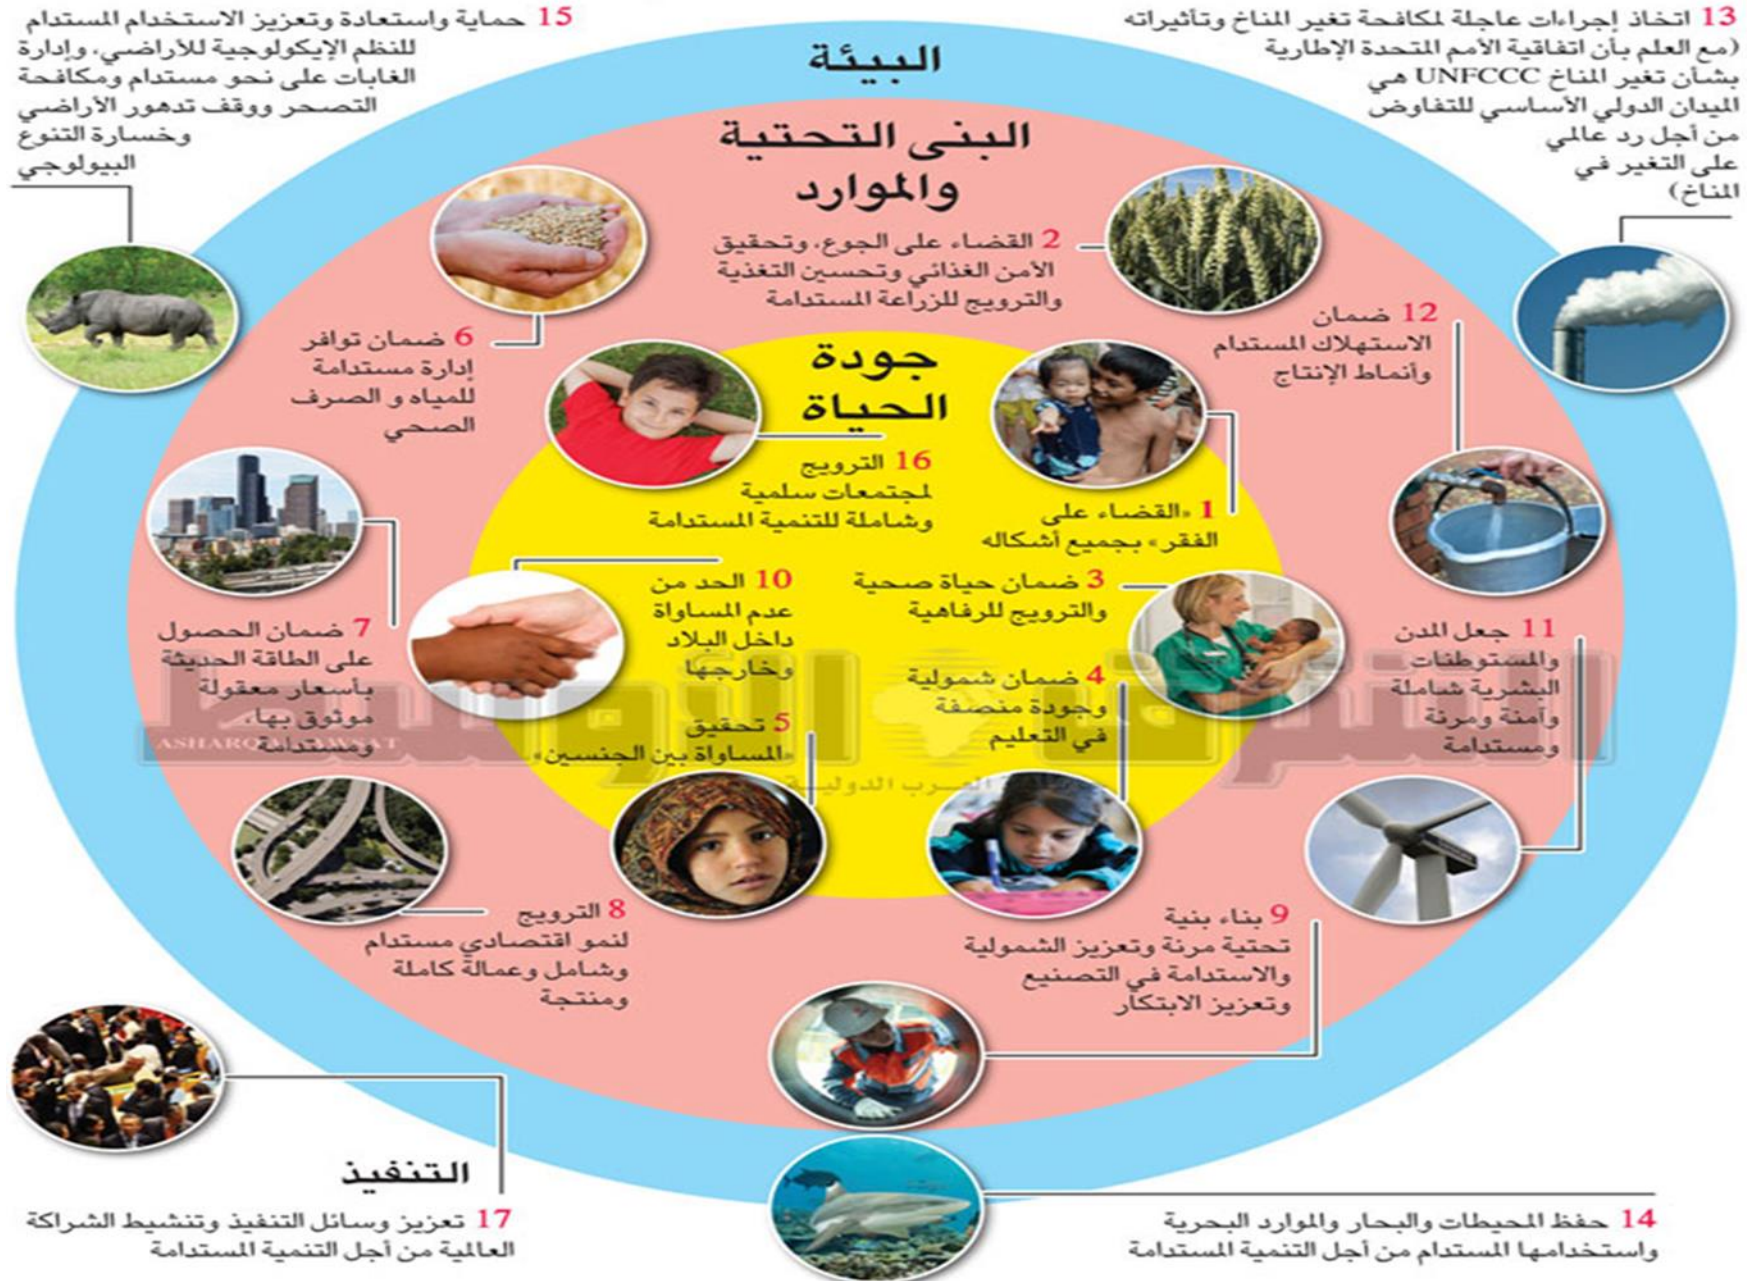 13 اتخاذ إجراءات عاجلة لمكافحة تغير المناخ وتأثيراته
(مع العلم بأن اتفاقية الأمم المتحدة الإطارية
بشأن تغير المناخ UNFCCC هي
الميدان الدولي الأساسي للتفاوض
من أجل رد عالمي
على التغير في
المناخ)
15 حماية واستعادة وتعزيز الاستخدام المستدام
للنظم الإيكولوجية للأراضي، وإدارة
الغابات على نحو مستدام ومكافحة
التصحر ووقف تدهور الأراضي
وخسارة التنوع
البيولوجي
البيئة
البنى التحتية
والموارد
2 القضاء على الجوع، وتحقيق
الأمن الغذائي وتحسين التغذية
والترويج للزراعة المستدامة
12 ضمان
الاستهلاك المستدام
وأنماط الإنتاج
6 ضمان توافر
إدارة مستدامة
للمياه و الصرف
الصحي
جودة
الحياة
16 الترويج
لمجتمعات سلمية
وشاملة للتنمية المستدامة
1 «القضاء على
الفقر» بجميع أشكاله
3 ضمان حياة صحية
والترويج للرفاهية
10 الحد من
عدم المساواة
داخل البلاد
وخارجها
4 ضمان شمولية
وجودة منصفة
في التعليم
5 تحقيق
«المساواة بين الجنسين»
11 جعل المدن
والمستوطنات
البشرية شاملة
وآمنة ومرنة
ومستدامة
7 ضمان الحصول
على الطاقة الحديثة
بأسعار معقولة
موثوق بها،
ومستدامة
الشرق الأوسط
العرب الدولية
9 بناء بنية
تحتية مرنة وتعزيز الشمولية
والاستدامة في التصنيع
وتعزيز الابتكار
8 الترويج
لنمو اقتصادي مستدام
وشامل وعمالة كاملة
ومنتجة
التنفيذ
17 تعزيز وسائل التنفيذ وتنشيط الشراكة
العالمية من أجل التنمية المستدامة
14 حفظ المحيطات والبحار والموارد البحرية
واستخدامها المستدام من أجل التنمية المستدامة